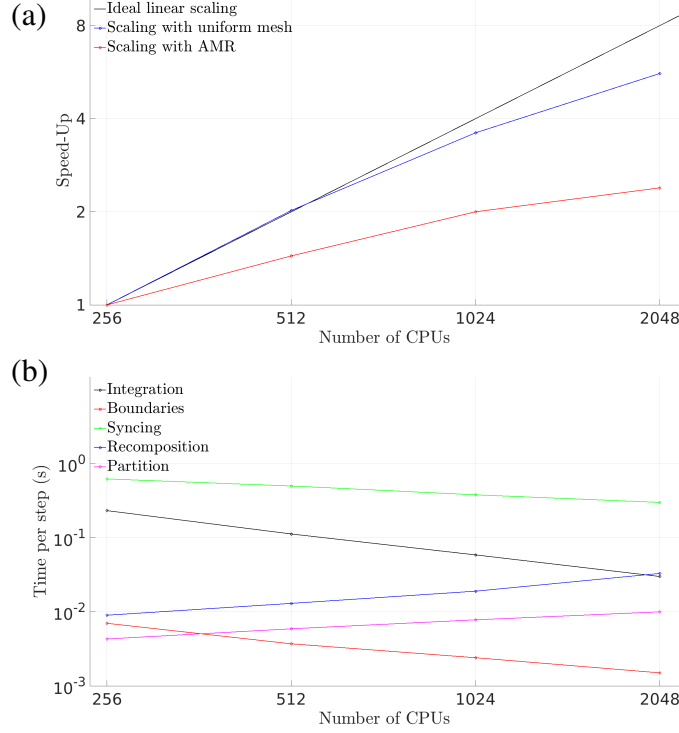 (a)
Ideal linear scaling
Scaling with uniform mesh
Scaling with AMR
8
4
2
1
Speed-Up
256 512 1024 2048
Number of CPUs
(b)
Integration
Boundaries
Syncing
Recomposition
Partition
10^0
10^-1
10^-2
10^-3
Time per step (s)
256 512 1024 2048
Number of CPUs